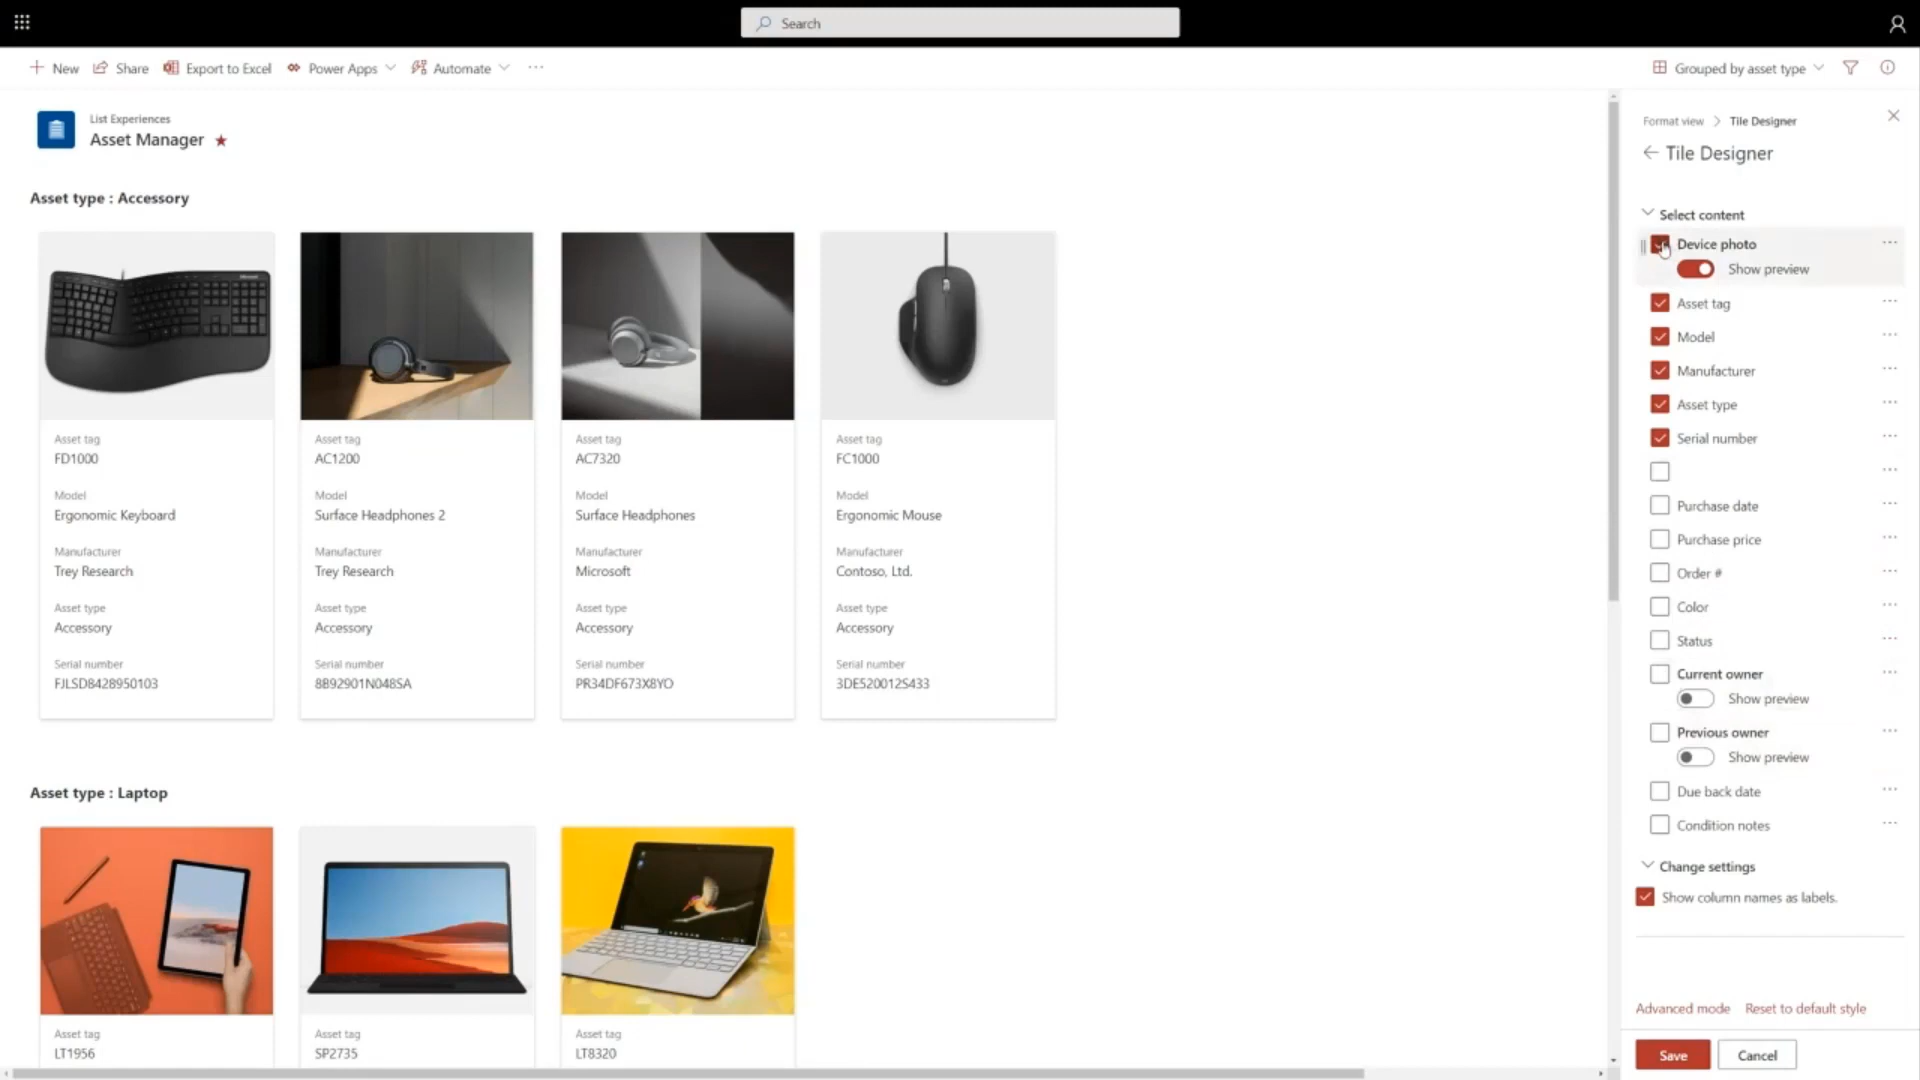 Search
New
Share
Export to Excel
Power Apps
Automate
Grouped by asset type
List Experiences
Asset Manager
Asset type : Accessory
Asset tag
FD1000
Model
Ergonomic Keyboard
Manufacturer
Trey Research
Asset type
Accessory
Serial number
FJLSD8428950103
Asset tag
AC1200
Model
Surface Headphones 2
Manufacturer
Trey Research
Asset type
Accessory
Serial number
8B92901N048SA
Asset tag
AC7320
Model
Surface Headphones
Manufacturer
Microsoft
Asset type
Accessory
Serial number
PR34DF673X8YO
Asset tag
FC1000
Model
Ergonomic Mouse
Manufacturer
Contoso, Ltd.
Asset type
Accessory
Serial number
3DE520012S433
Asset type : Laptop
Asset tag
LT1956
Asset tag
SP2735
Asset tag
LT8320
Format view > Tile Designer
Tile Designer
Select content
Device photo
Show preview
Asset tag
Model
Manufacturer
Asset type
Serial number
Purchase date
Purchase price
Order #
Color
Status
Current owner
Show preview
Previous owner
Show preview
Due back date
Condition notes
Change settings
Show column names as labels.
Advanced mode
Reset to default style
Save
Cancel